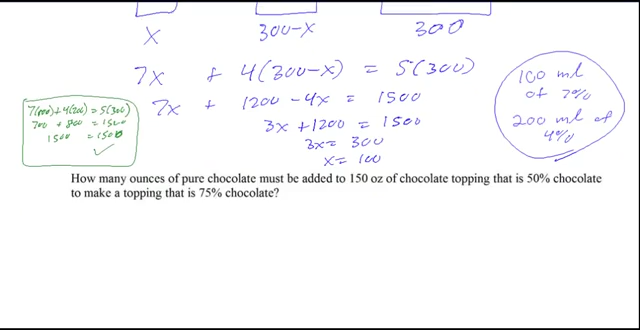 x 300-x 300
7x + 4(300-x) = 5(300)
7x + 1200 - 4x = 1500
3x + 1200 = 1500
3x = 300
x = 100
7(100)+4(200) = 5(300)
700 + 800 = 1500
1500 = 1500
✓
100 ml
of 7%
200 ml of
4%
How many ounces of pure chocolate must be added to 150 oz of chocolate topping that is 50% chocolate
to make a topping that is 75% chocolate?